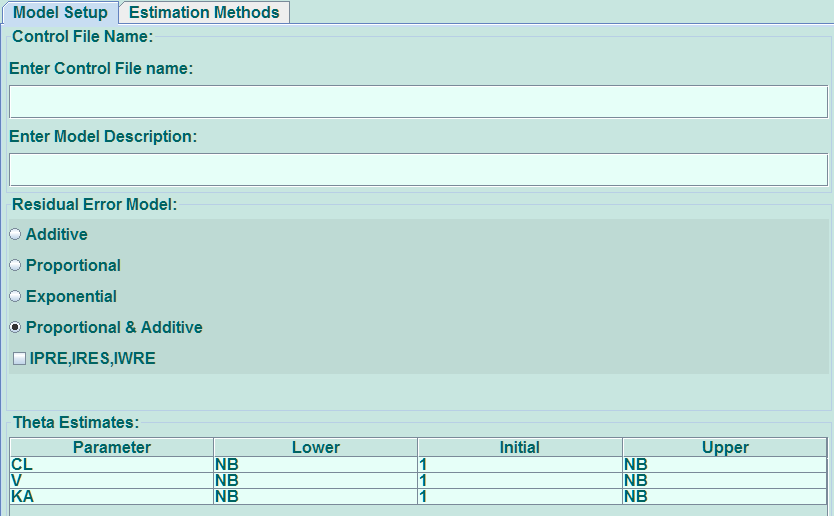 Model Setup Estimation Methods
Control File Name:
Enter Control File name:
Enter Model Description:
Residual Error Model:
Additive
Proportional
Exponential
Proportional & Additive
IPRE,IRES,IWRE
Theta Estimates:
Parameter Lower Initial Upper
CL NB 1 NB
V NB 1 NB
KA NB 1 NB